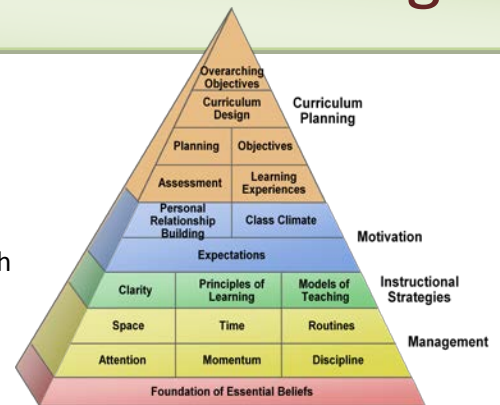 g
Overarching
Objectives
Curriculum
Design
Curriculum
Planning
Planning
Objectives
Assessment
Learning
Experiences
Personal
Relationship
Building
Class Climate
Motivation
Expectations
h
Clarity
Principles of
Learning
Models of
Teaching
Instructional
Strategies
Space
Time
Routines
Management
Attention
Momentum
Discipline
Foundation of Essential Beliefs